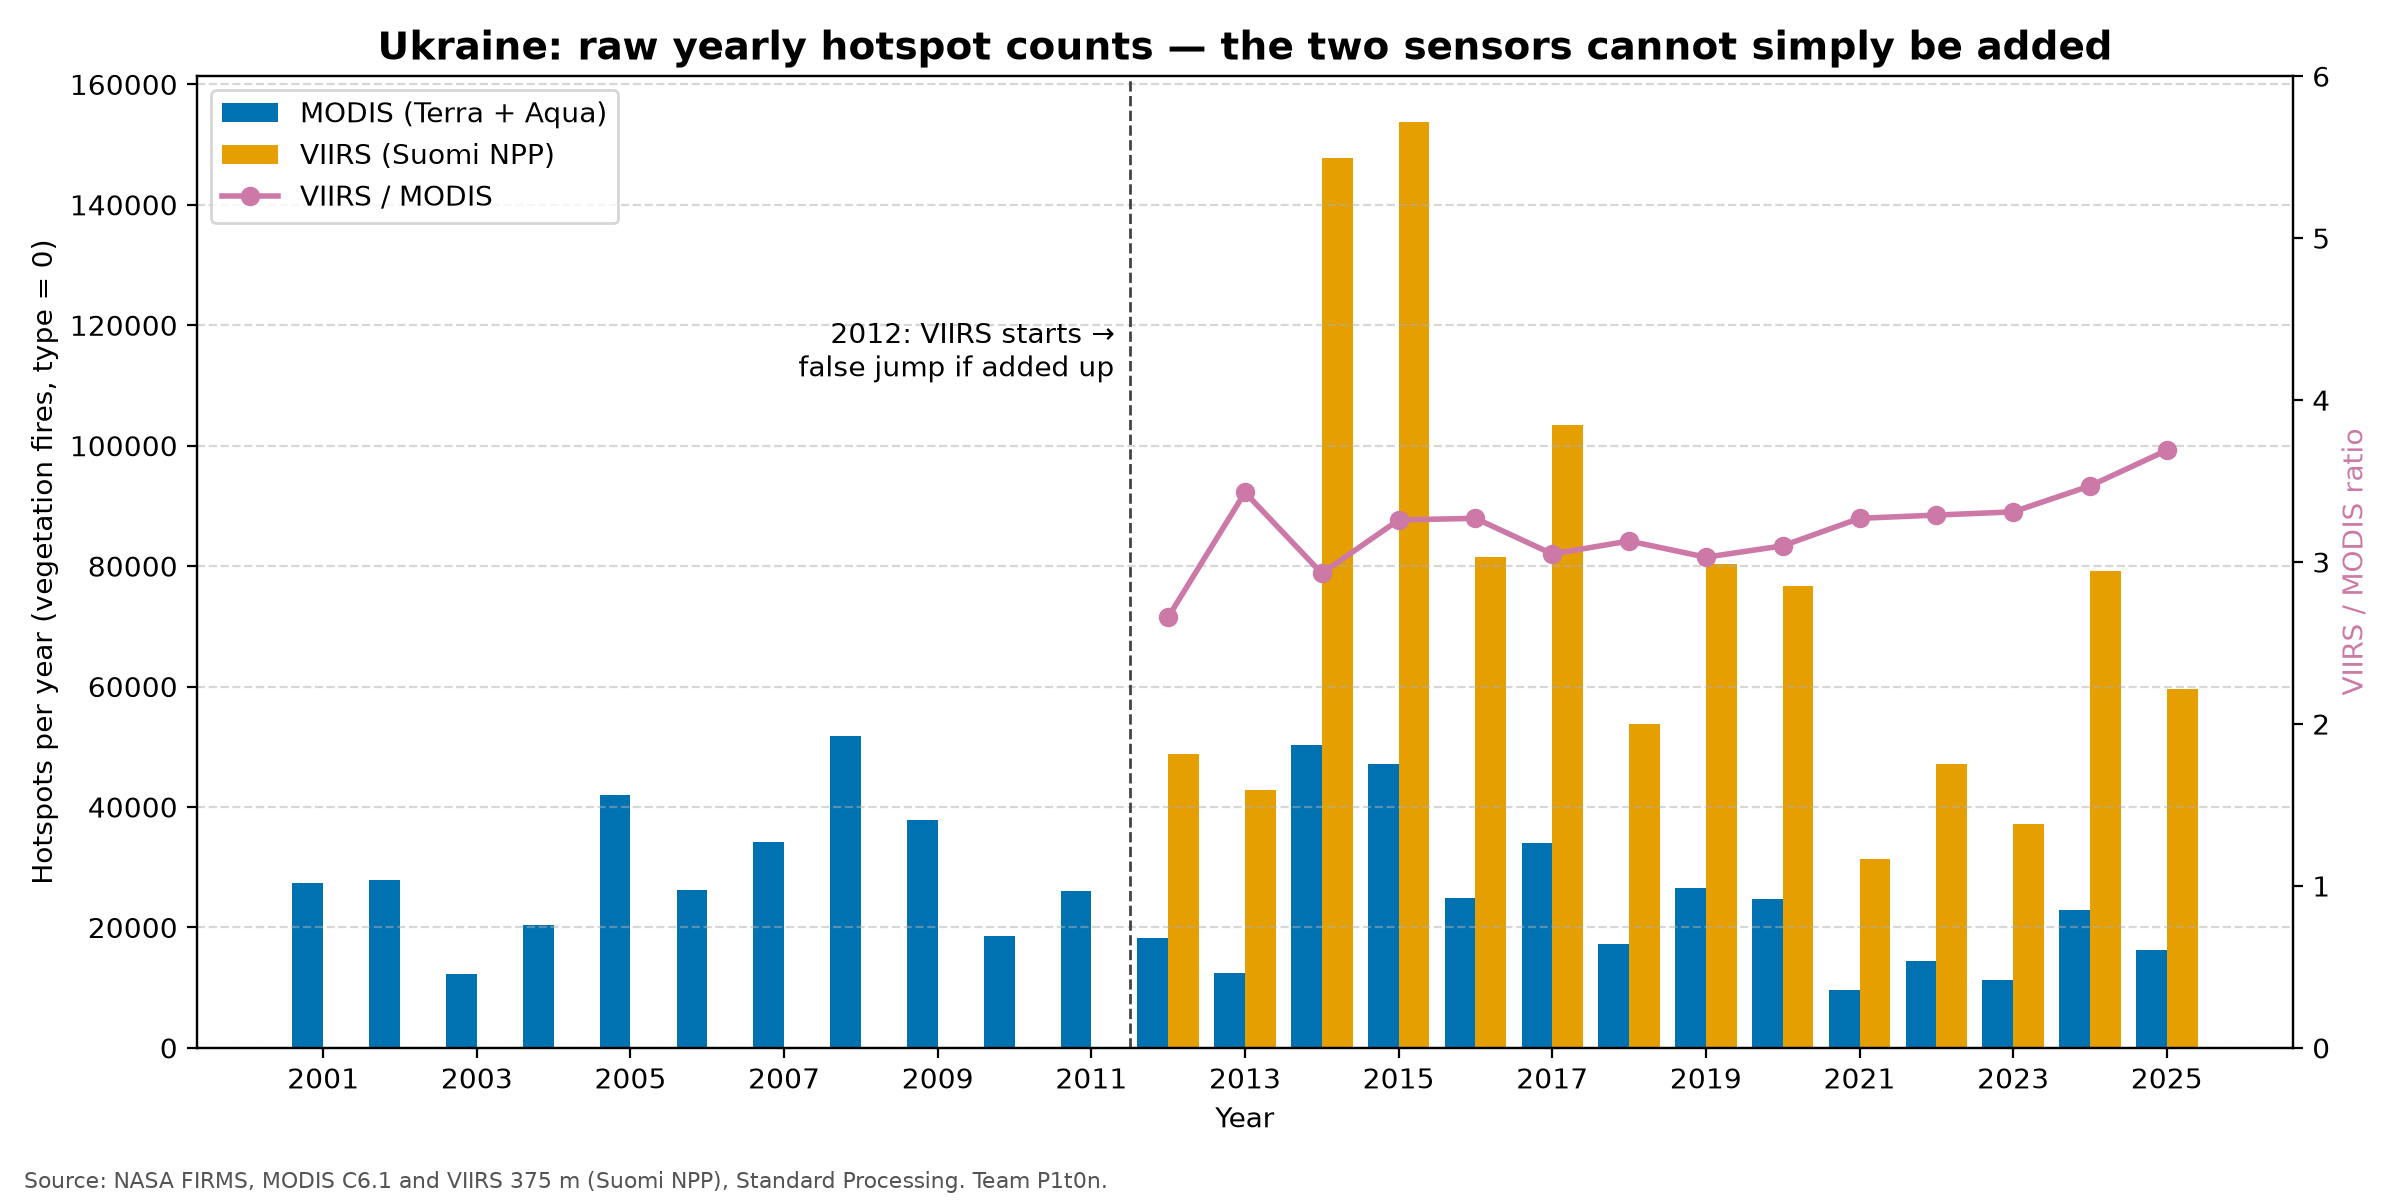 Ukraine: raw yearly hotspot counts — the two sensors cannot simply be added
MODIS (Terra + Aqua)
VIIRS (Suomi NPP)
VIIRS / MODIS
2012: VIIRS starts →
false jump if added up
Hotspots per year (vegetation fires, type = 0)
160000
140000
120000
100000
80000
60000
40000
20000
0
6
5
4
3
2
1
0
VIIRS / MODIS ratio
2001 2003 2005 2007 2009 2011 2013 2015 2017 2019 2021 2023 2025
Year
Source: NASA FIRMS, MODIS C6.1 and VIIRS 375 m (Suomi NPP), Standard Processing. Team P1t0n.